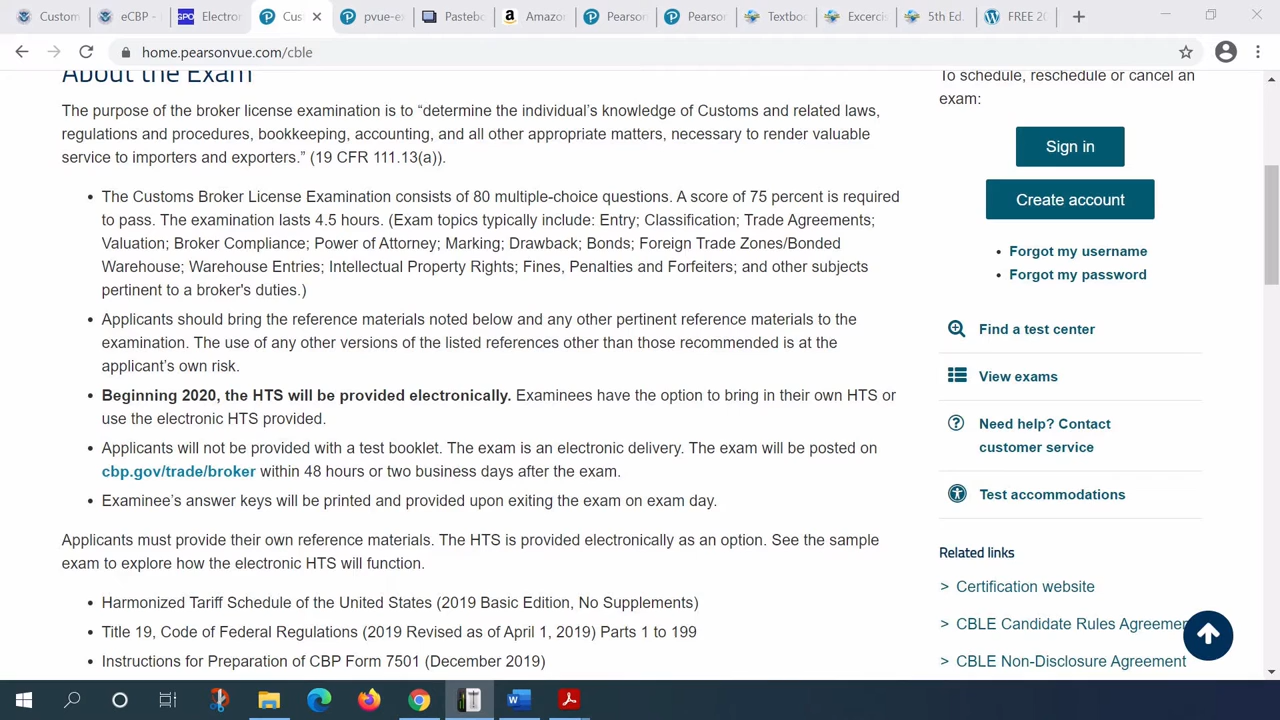 Custom
eCBP -
GPO
Electron
Cus
pvue-e
Pastebo
Amazo
Pearson
Pearson
Textboo
Excerci
5th Ed.
FREE 20
home.pearsonvue.com/cble
About the Exam
The purpose of the broker license examination is to “determine the individual’s knowledge of Customs and related laws,
regulations and procedures, bookkeeping, accounting, and all other appropriate matters, necessary to render valuable
service to importers and exporters.” (19 CFR 111.13(a)).
• The Customs Broker License Examination consists of 80 multiple-choice questions. A score of 75 percent is required
to pass. The examination lasts 4.5 hours. (Exam topics typically include: Entry; Classification; Trade Agreements;
Valuation; Broker Compliance; Power of Attorney; Marking; Drawback; Bonds; Foreign Trade Zones/Bonded
Warehouse; Warehouse Entries; Intellectual Property Rights; Fines, Penalties and Forfeiters; and other subjects
pertinent to a broker's duties.)
• Applicants should bring the reference materials noted below and any other pertinent reference materials to the
examination. The use of any other versions of the listed references other than those recommended is at the
applicant’s own risk.
• Beginning 2020, the HTS will be provided electronically. Examinees have the option to bring in their own HTS or
use the electronic HTS provided.
• Applicants will not be provided with a test booklet. The exam is an electronic delivery. The exam will be posted on
cbp.gov/trade/broker within 48 hours or two business days after the exam.
• Examinee’s answer keys will be printed and provided upon exiting the exam on exam day.
Applicants must provide their own reference materials. The HTS is provided electronically as an option. See the sample
exam to explore how the electronic HTS will function.
• Harmonized Tariff Schedule of the United States (2019 Basic Edition, No Supplements)
• Title 19, Code of Federal Regulations (2019 Revised as of April 1, 2019) Parts 1 to 199
• Instructions for Preparation of CBP Form 7501 (December 2019)
To schedule, reschedule or cancel an
exam:
Sign in
Create account
• Forgot my username
• Forgot my password
Find a test center
View exams
Need help? Contact
customer service
Test accommodations
Related links
> Certification website
> CBLE Candidate Rules Agreemen
> CBLE Non-Disclosure Agreement